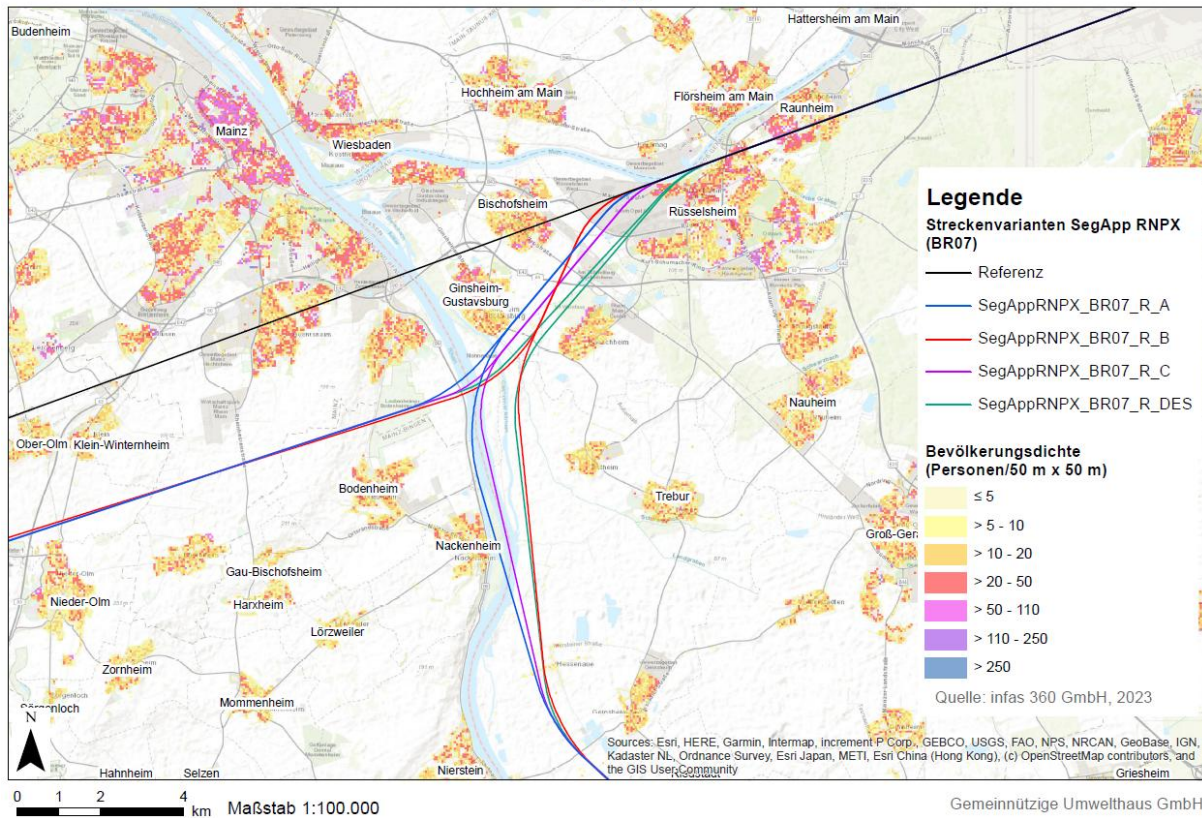 Budenheim
Hattersheim am Main
Hochheim am Main
Flörsheim am Main
Raunheim
Mainz
Wiesbaden
Bischofsheim
Rüsselsheim
Ginsheim-
Gustavsburg
Nauheim
Ober-Olm
Klein-Winternheim
Bodenheim
Trebur
Nackenheim
Groß-Gera
Gau-Bischofsheim
Nieder-Olm
Harxheim
Lörzweiler
Zornheim
Mommenheim
Sörgenloch
Hahnheim
Selzen
Nierstein
Griesheim
N
Legende
Streckenvarianten SegApp RNPX
(BR07)
Referenz
SegAppRNPX_BR07_R_A
SegAppRNPX_BR07_R_B
SegAppRNPX_BR07_R_C
SegAppRNPX_BR07_R_DES
Bevölkerungsdichte
(Personen/50 m x 50 m)
≤ 5
> 5 - 10
> 10 - 20
> 20 - 50
> 50 - 110
> 110 - 250
> 250
Quelle: infas 360 GmbH, 2023
Sources: Esri, HERE, Garmin, Intermap, increment P Corp., GEBCO, USGS, FAO, NPS, NRCAN, GeoBase, IGN,
Kadaster NL, Ordnance Survey, Esri Japan, METI, Esri China (Hong Kong), (c) OpenStreetMap contributors, and
the GIS User Community
0 1 2 4
km
Maßstab 1:100.000
Gemeinnützige Umwelthaus GmbH